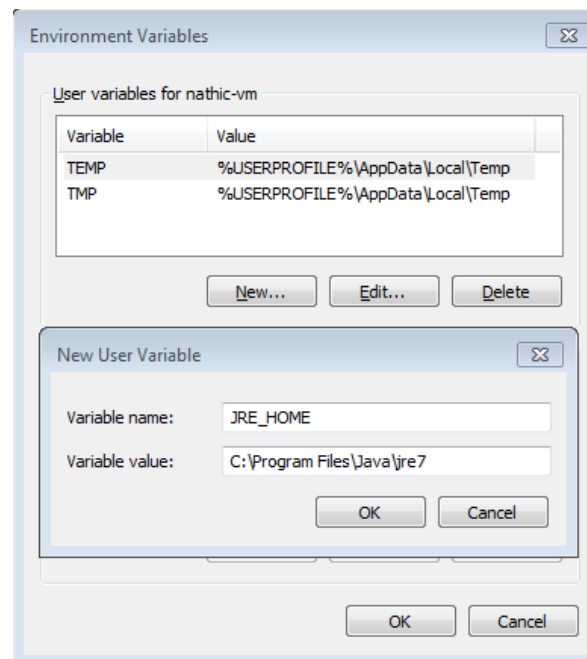 Environment Variables
User variables for nathic-vm
Variable Value
TEMP %USERPROFILE%\AppData\Local\Temp
TMP %USERPROFILE%\AppData\Local\Temp
New... Edit... Delete
New User Variable
Variable name: JRE_HOME
Variable value: C:\Program Files\Java\jre7
OK Cancel
OK Cancel